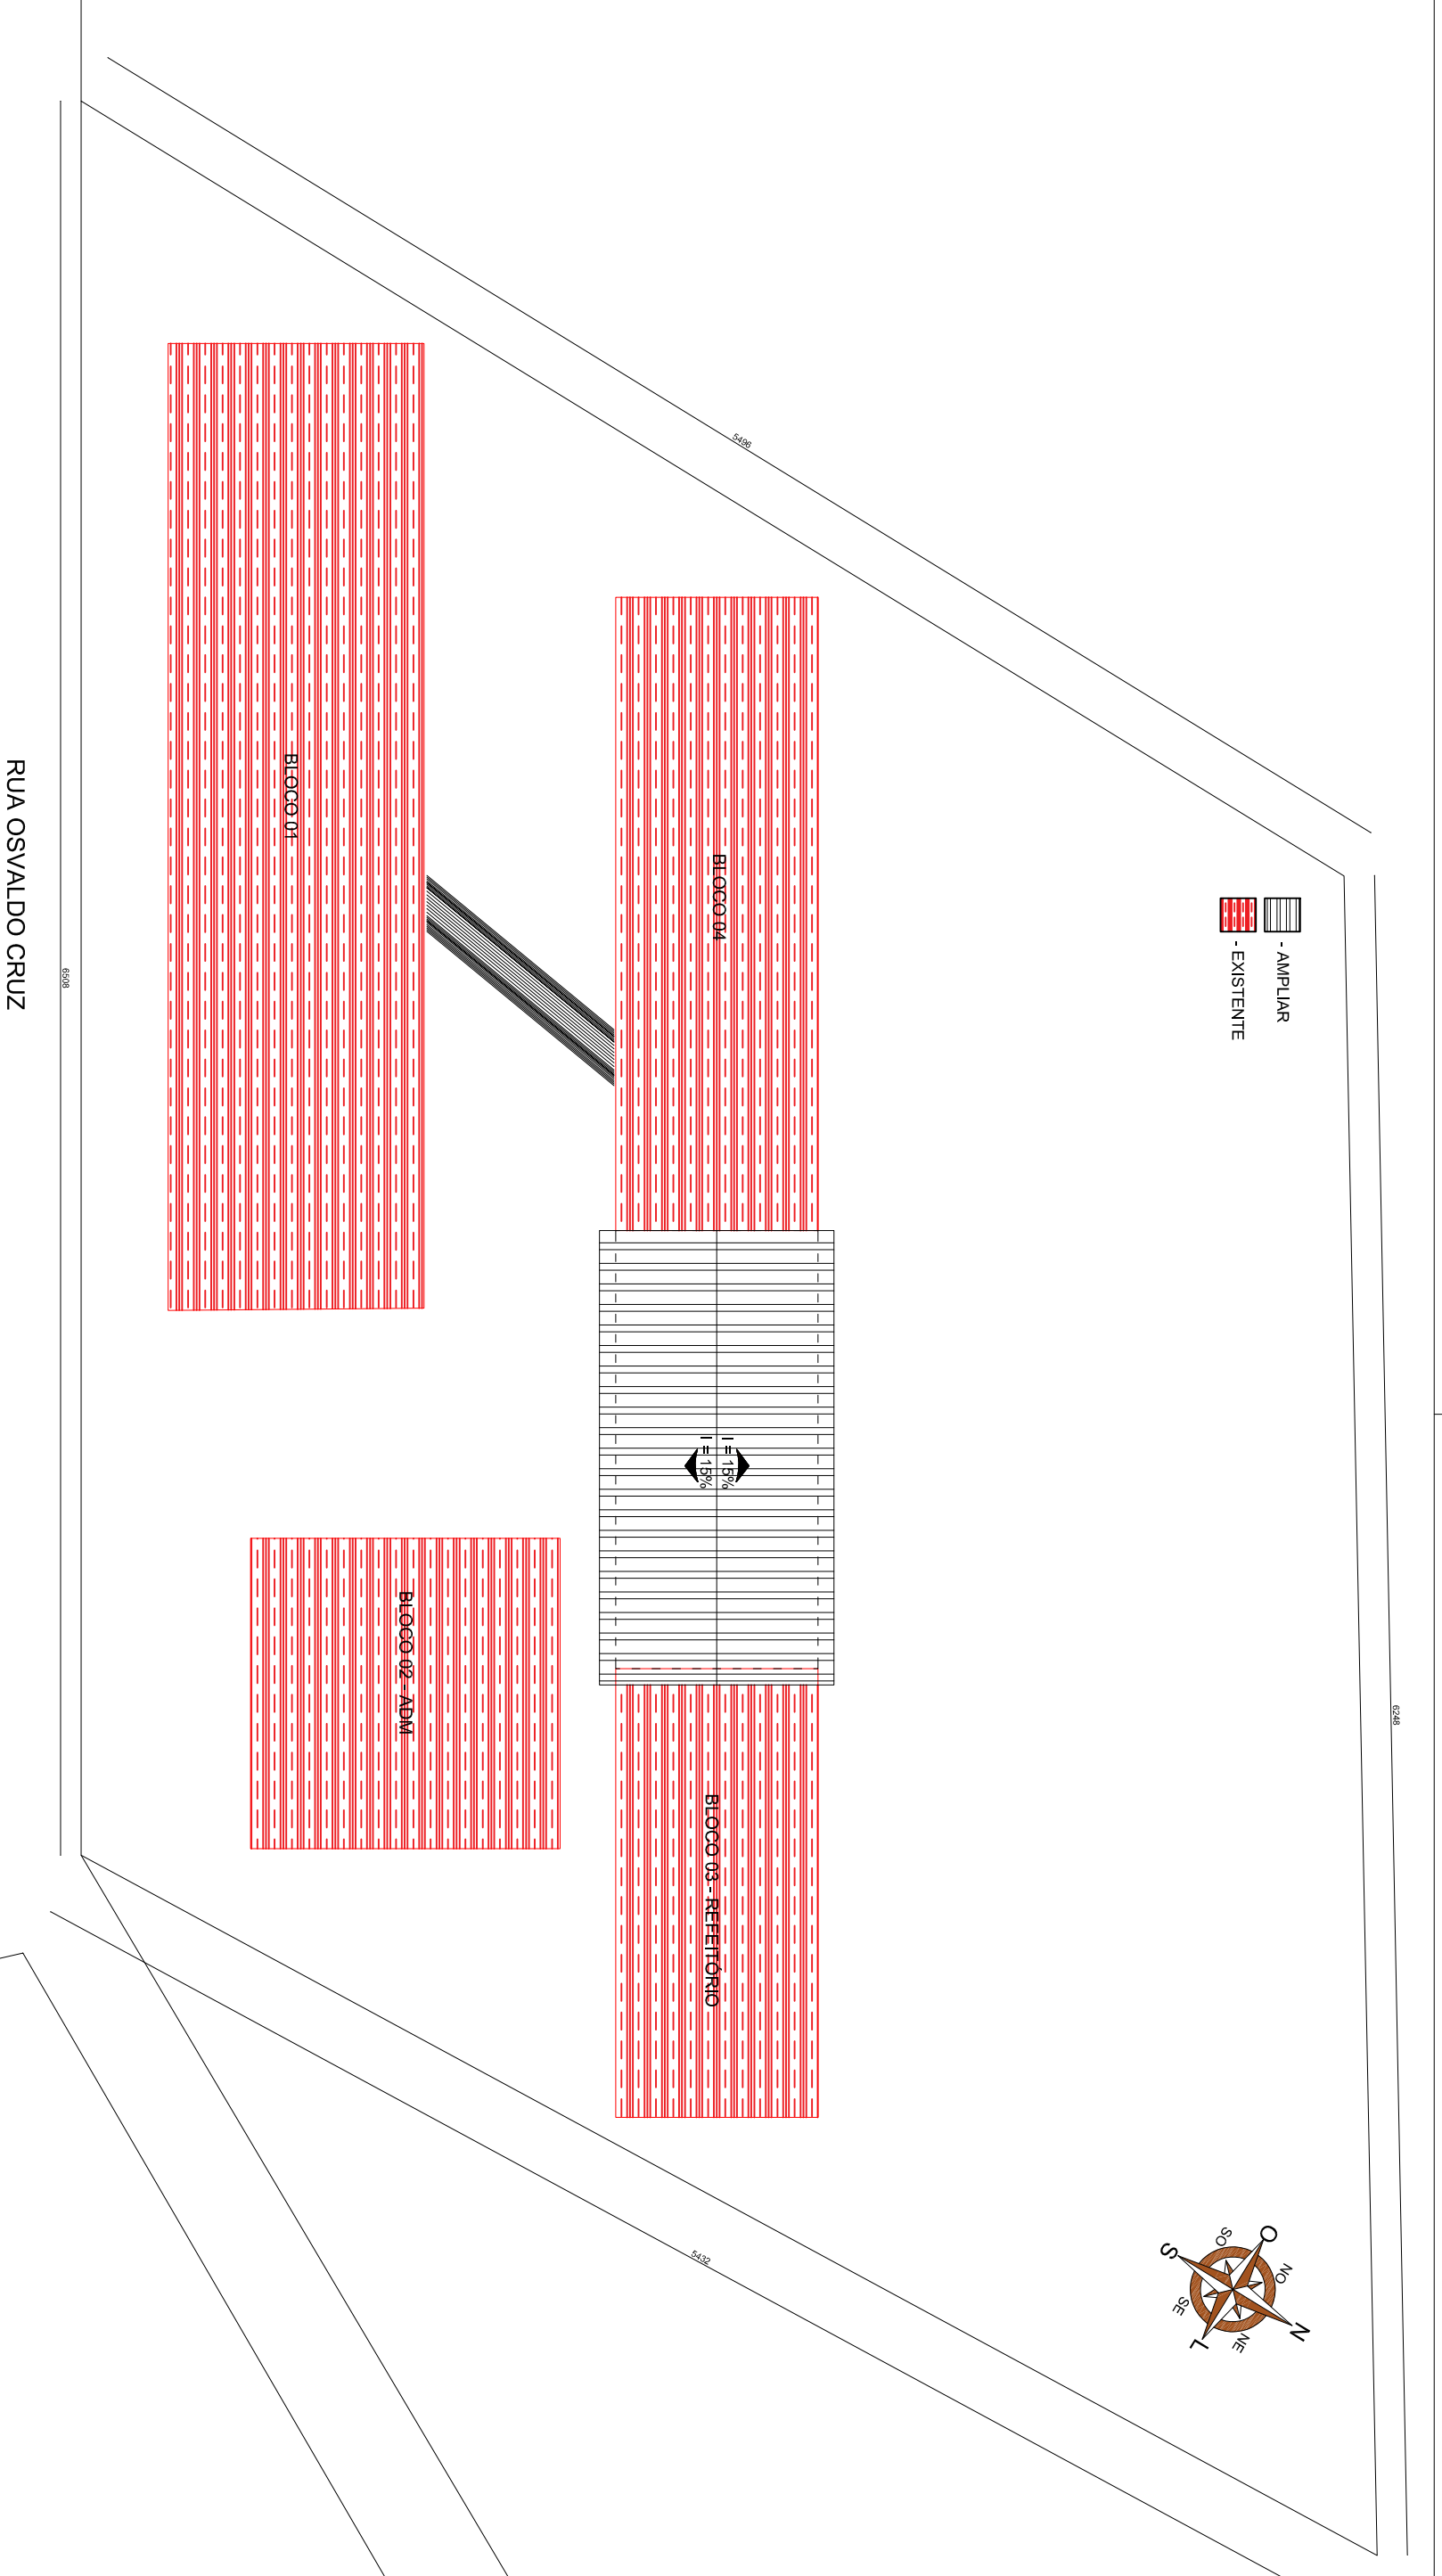 5496
- AMPLIAR
- EXISTENTE
BLOCO 01
BLOCO 04
RUA OSVALDO CRUZ
6508
I = 15%
I = 15%
BLOCO 02 - ADM
BLOCO 03 - REFEITÓRIO
6248
5432
O
NO
N
NE
L
SE
S
SO